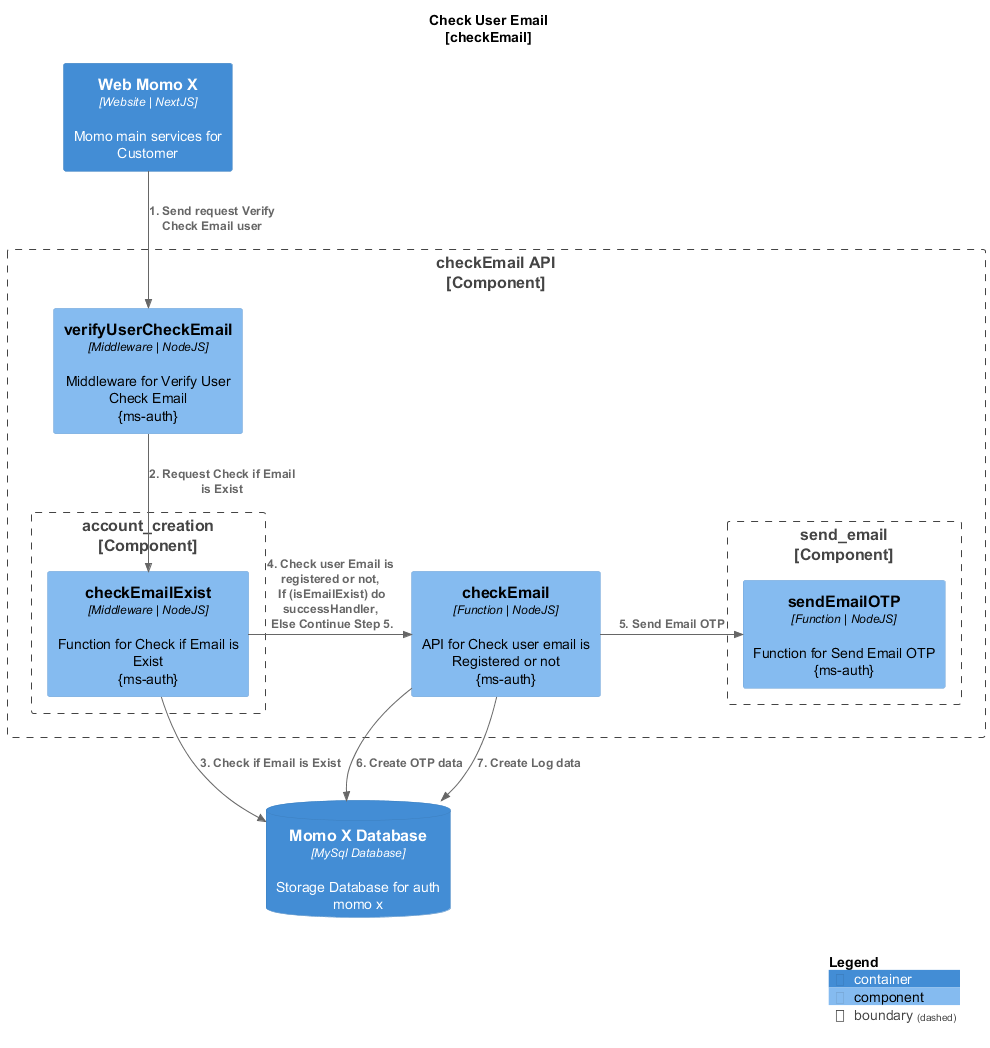 Check User Email
[checkEmail]
Web Momo X
[Website | NextJS]
Momo main services for
Customer
1. Send request Verify
Check Email user
checkEmail API
[Component]
verifyUserCheckEmail
[Middleware | NodeJS]
Middleware for Verify User
Check Email
{ms-auth}
2. Request Check if Email
is Exist
account_creation
[Component]
checkEmailExist
[Middleware | NodeJS]
Function for Check if Email is
Exist
{ms-auth}
4. Check user Email is
registered or not,
If (isEmailExist) do
successHandler,
Else Continue Step 5.
checkEmail
[Function | NodeJS]
API for Check user email is
Registered or not
{ms-auth}
5. Send Email OTP
send_email
[Component]
sendEmailOTP
[Function | NodeJS]
Function for Send Email OTP
{ms-auth}
3. Check if Email is Exist
6. Create OTP data
7. Create Log data
Momo X Database
[MySql Database]
Storage Database for auth
momo x
Legend
container
component
boundary (dashed)